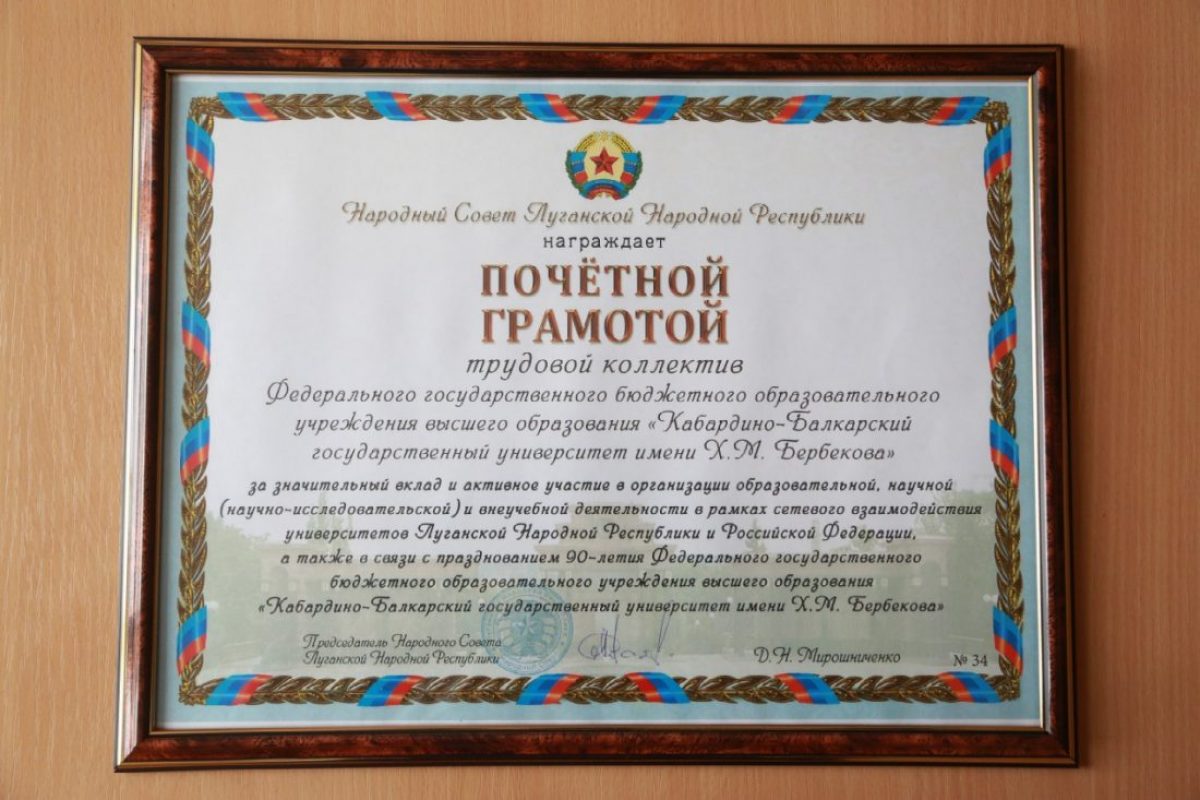 Народный Совет Луганской Народной Республики
награждает
ПОЧЁТНОЙ
ГРАМОТОЙ
трудовой коллектив
Федерального государственного бюджетного образовательного
учреждения высшего образования «Кабардино-Балкарский
государственный университет имени Х.М. Бербекова»
за значительный вклад и активное участие в организации образовательной, научной
(научно-исследовательской) и внеучебной деятельности в рамках сетевого взаимодействия
университетов Луганской Народной Республики и Российской Федерации,
а также в связи с празднованием 90-летия Федерального государственного
бюджетного образовательного учреждения высшего образования
«Кабардино-Балкарский государственный университет имени Х.М. Бербекова»
Председатель Народного Совета
Луганской Народной Республики
Д.Н. Мирошниченко
№ 34